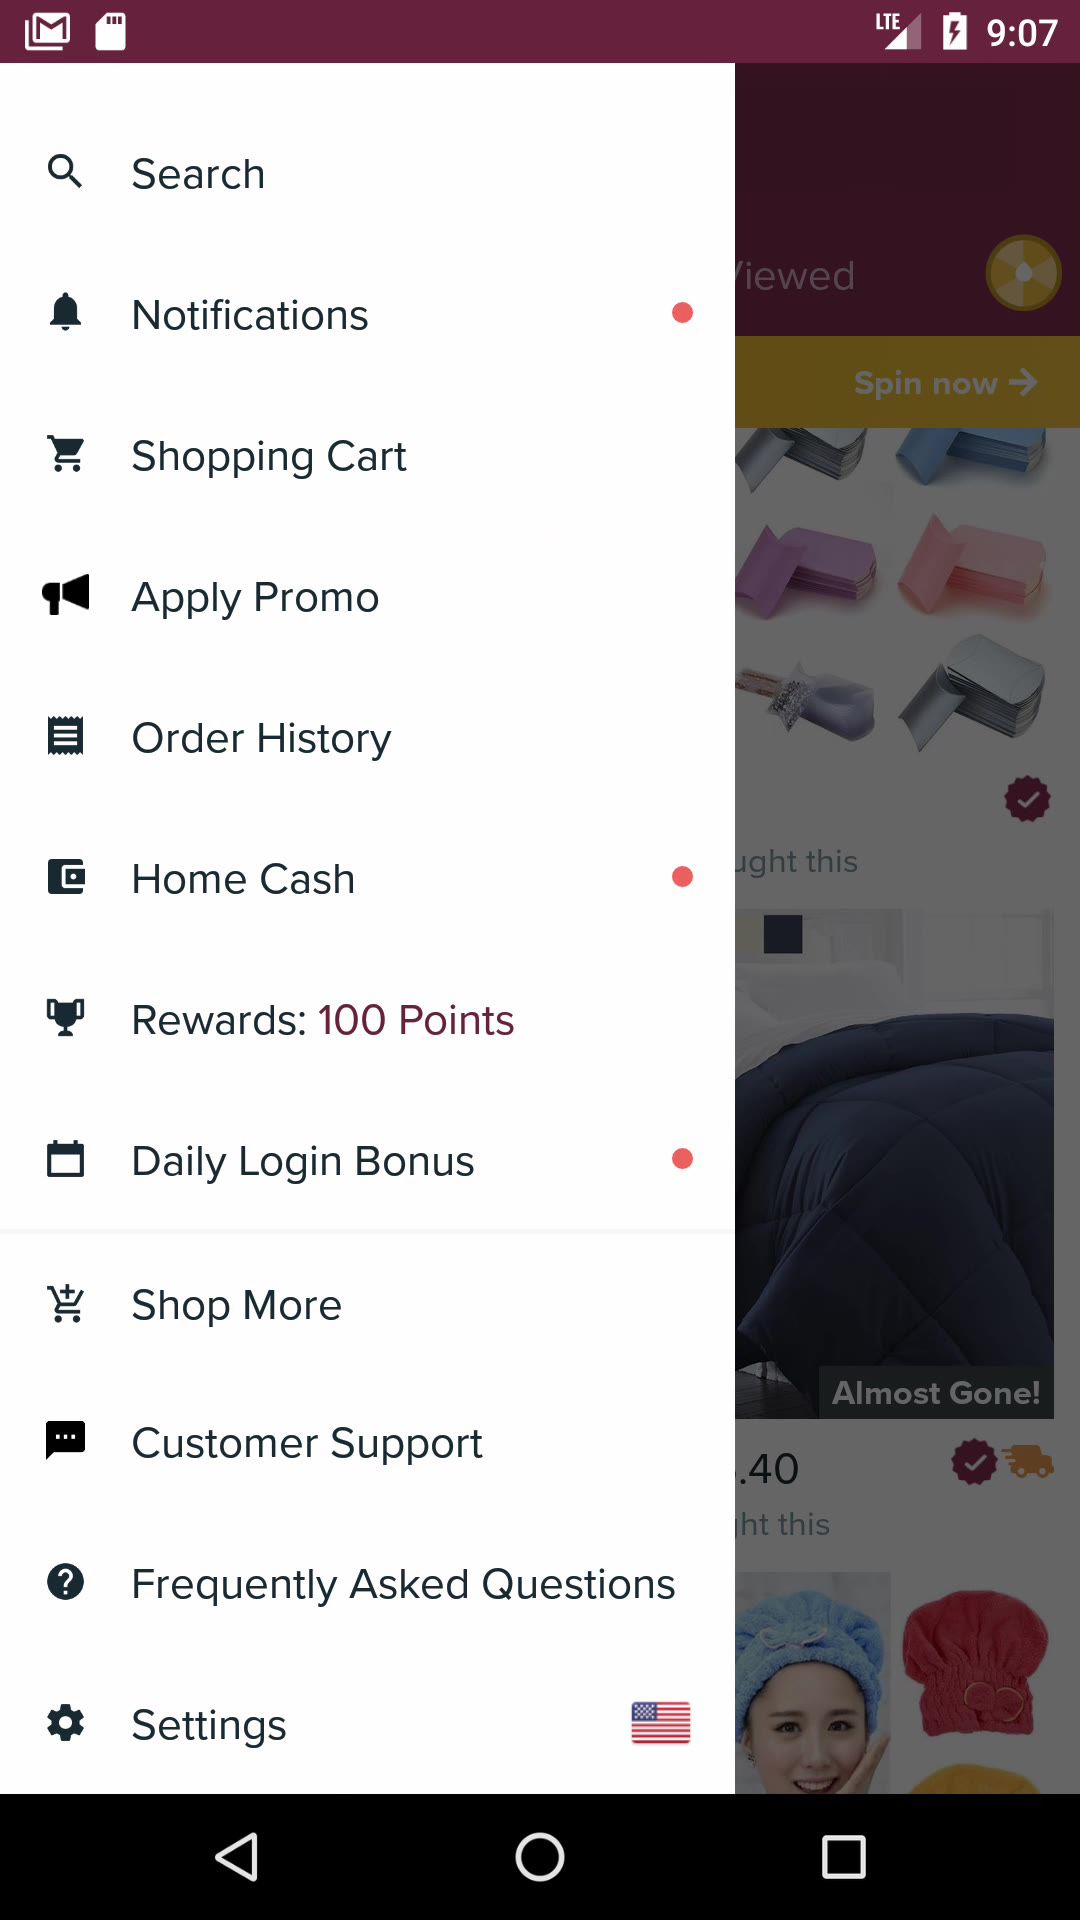 LTE 9:07
Search
Viewed
Notifications
Spin now →
Shopping Cart
Apply Promo
Order History
ught this
Home Cash
Rewards: 100 Points
Daily Login Bonus
Shop More
Almost Gone!
Customer Support
.40
ht this
Frequently Asked Questions
Settings